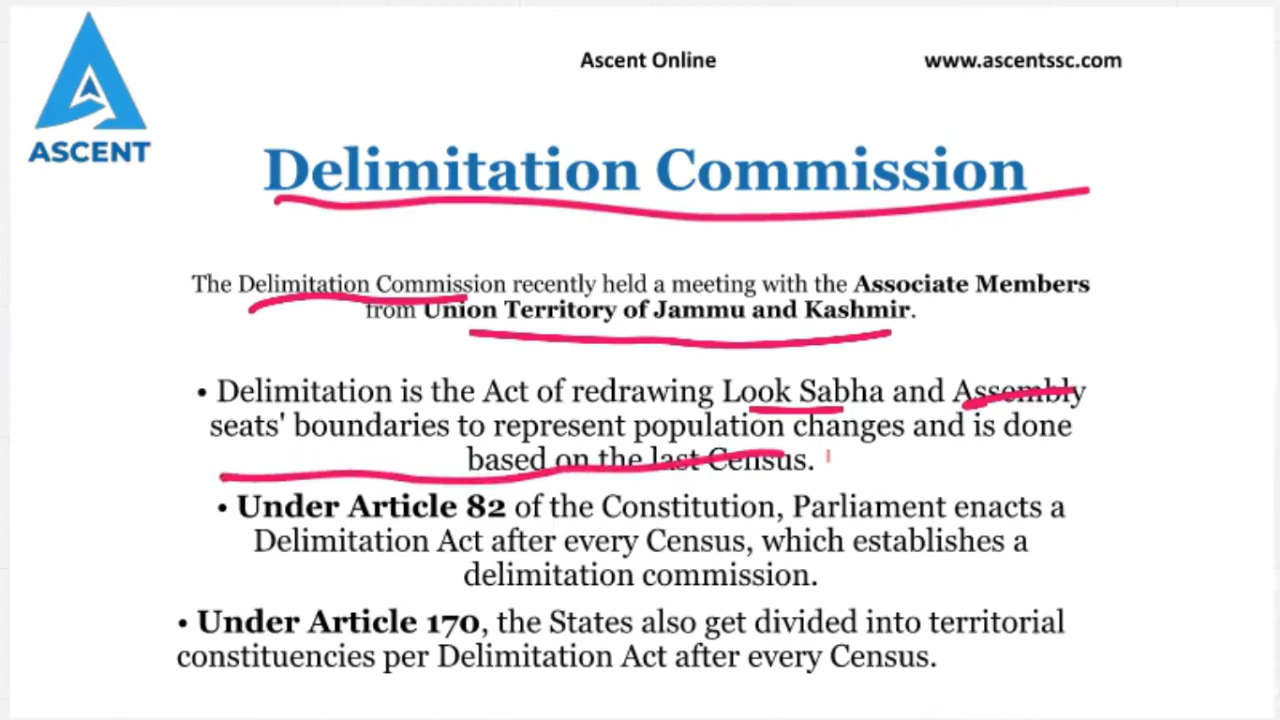 Ascent Online www.ascentssc.com
ASCENT
Delimitation Commission
The Delimitation Commission recently held a meeting with the Associate Members
from Union Territory of Jammu and Kashmir.
• Delimitation is the Act of redrawing Look Sabha and Assembly
seats' boundaries to represent population changes and is done
based on the last Census.
• Under Article 82 of the Constitution, Parliament enacts a
Delimitation Act after every Census, which establishes a
delimitation commission.
• Under Article 170, the States also get divided into territorial
constituencies per Delimitation Act after every Census.